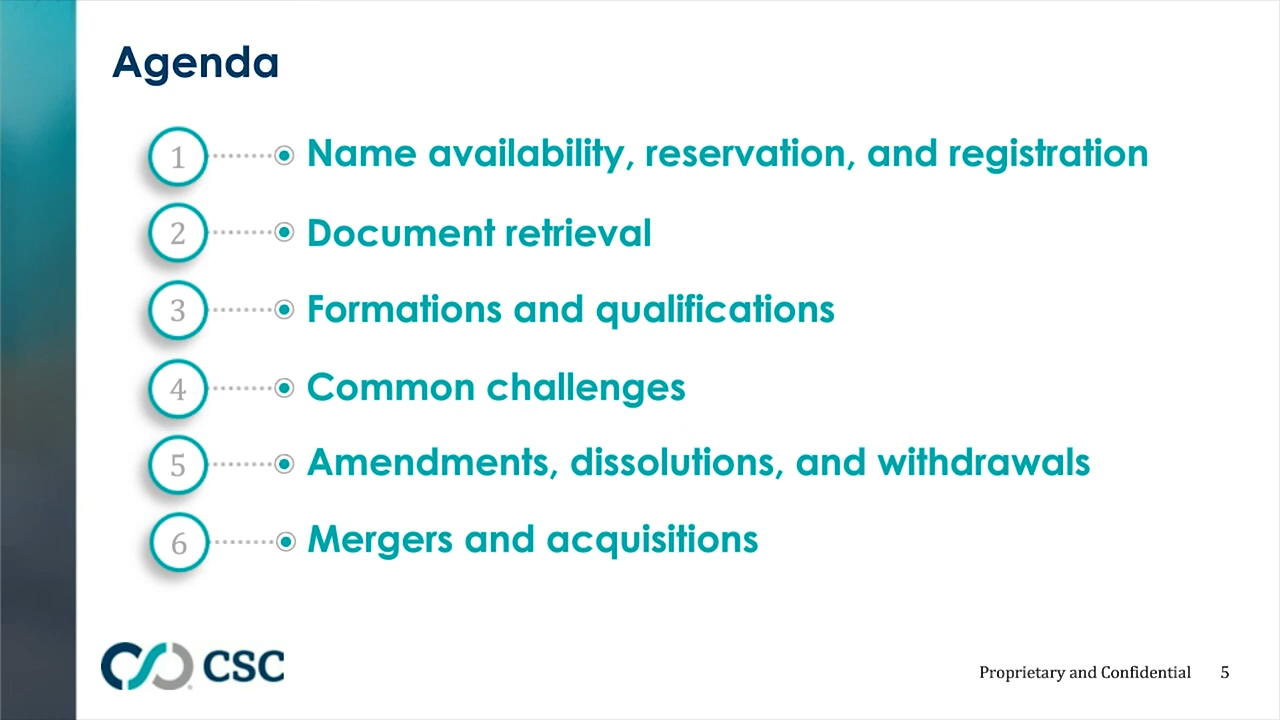 Agenda
1 Name availability, reservation, and registration
2 Document retrieval
3 Formations and qualifications
4 Common challenges
5 Amendments, dissolutions, and withdrawals
6 Mergers and acquisitions
CSC
Proprietary and Confidential 5